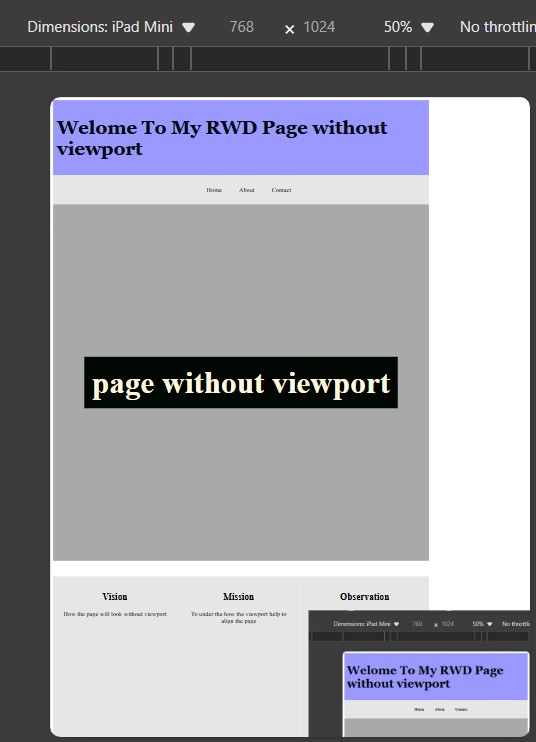 Dimensions: iPad Mini 768 × 1024 50% No throttlin
Welome To My RWD Page without
viewport
Home About Contact
page without viewport
Vision Mission Observation
How the page will look without viewport To under the how the viewport help to
align the page
Dimensions: iPad Mini 768 × 1024 50% No throttl
Welcome To My RWD Page
without viewport
Home About Contact